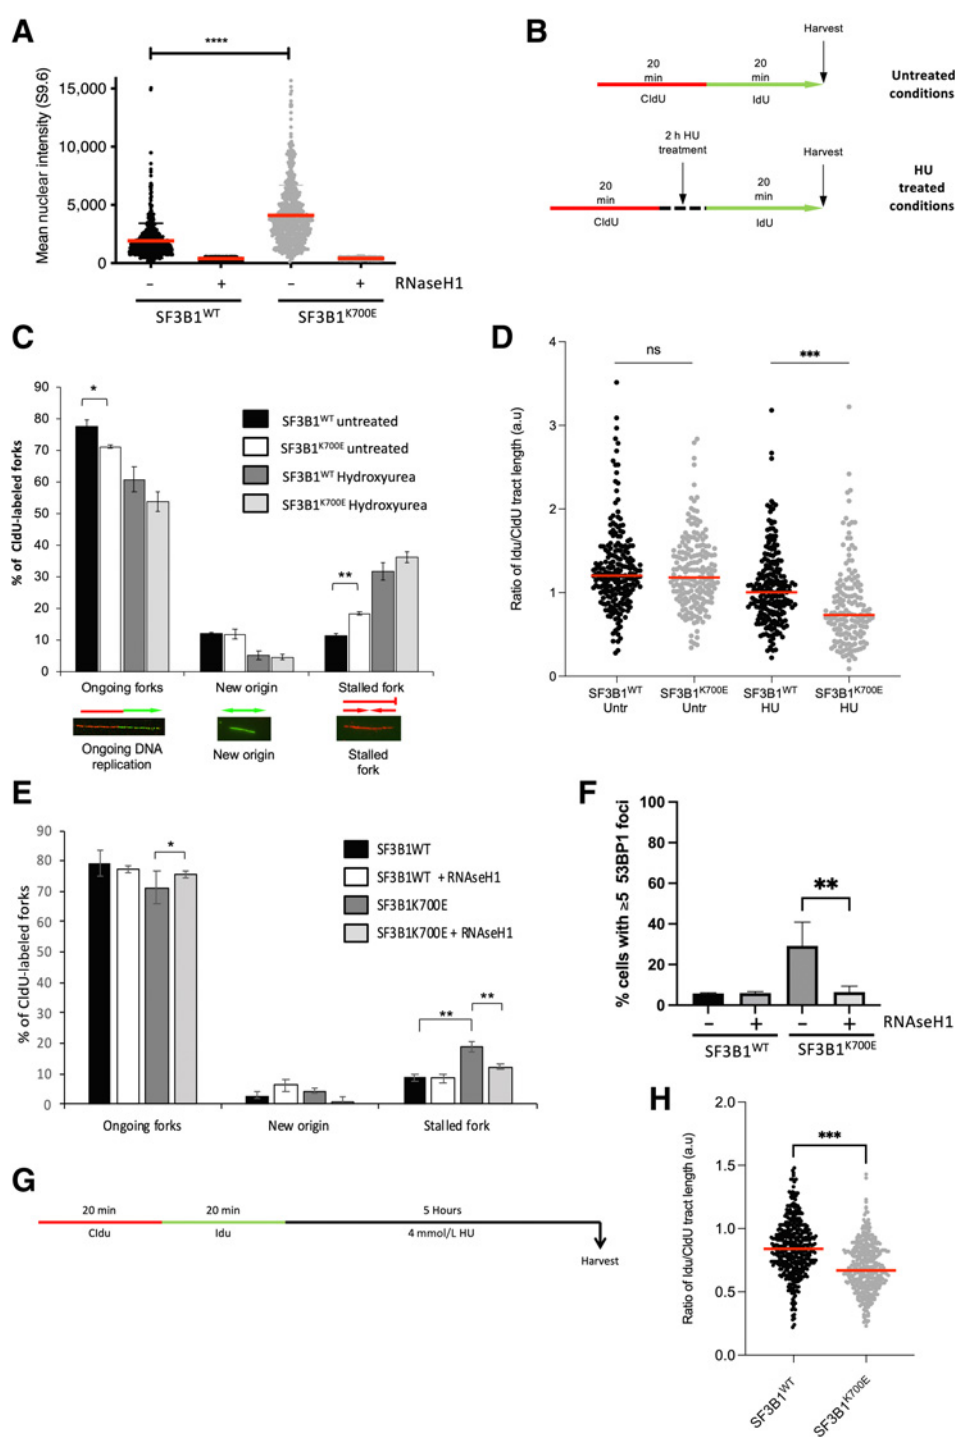 A
****
Mean nuclear intensity (S9.6)
15,000
10,000
5,000
0
– + – + RNaseH1
SF3B1WT SF3B1K700E
B
Harvest
20 min 20 min
CldU IdU
Untreated conditions
2 h HU treatment
Harvest
20 min 20 min
CldU IdU
HU treated conditions
C
% of CldU-labeled forks
90
80
70
60
50
40
30
20
10
0
*
**
SF3B1WT untreated
SF3B1K700E untreated
SF3B1WT Hydroxyurea
SF3B1K700E Hydroxyurea
Ongoing forks New origin Stalled fork
Ongoing DNA replication
New origin
Stalled fork
D
Ratio of Idu/CldU tract length (a.u)
4
3
2
1
0
ns
***
SF3B1WT Untr
SF3B1K700E Untr
SF3B1WT HU
SF3B1K700E HU
E
% of CldU-labeled forks
90
80
70
60
50
40
30
20
10
0
*
**
**
SF3B1WT
SF3B1WT + RNAseH1
SF3B1K700E
SF3B1K700E + RNAseH1
Ongoing forks New origin Stalled fork
F
% cells with ≥5 53BP1 foci
100
80
60
40
20
0
**
– + – + RNAseH1
SF3B1WT SF3B1K700E
G
20 min 20 min 5 Hours
Cldu Idu 4 mmol/L HU
Harvest
H
Ratio of Idu/CldU tract length (a.u)
2.0
1.5
1.0
0.5
0.0
***
SF3B1WT
SF3B1K700E